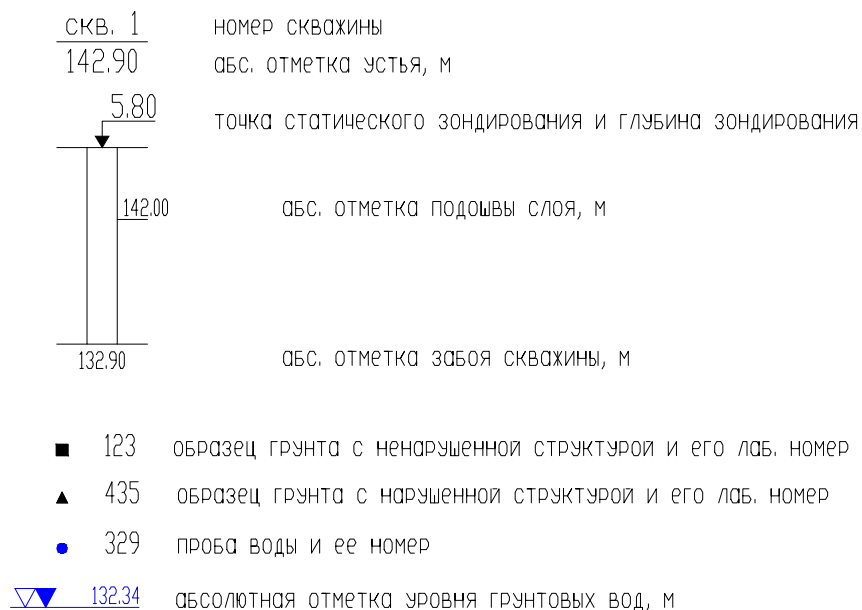 скв. 1 номер скважины
142.90 абс. отметка устья, м
5.80 точка статического зондирования и глубина зондирования
142.00 абс. отметка подошвы слоя, м
132.90 абс. отметка забоя скважины, м
123 образец грунта с ненарушенной структурой и его лаб. номер
435 образец грунта с нарушенной структурой и его лаб. номер
329 проба воды и ее номер
132.34 абсолютная отметка уровня грунтовых вод, м